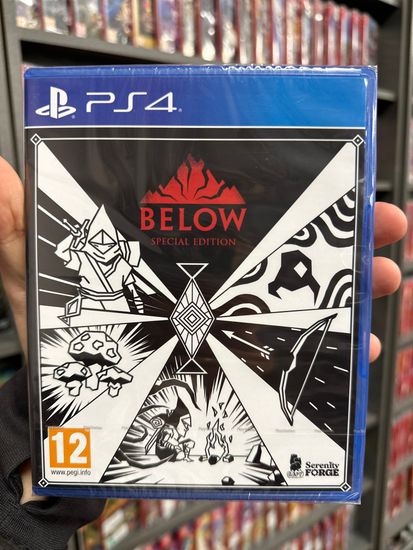 PS4
BELOW
SPECIAL EDITION
12
www.pegi.info
Serenity
FORGE